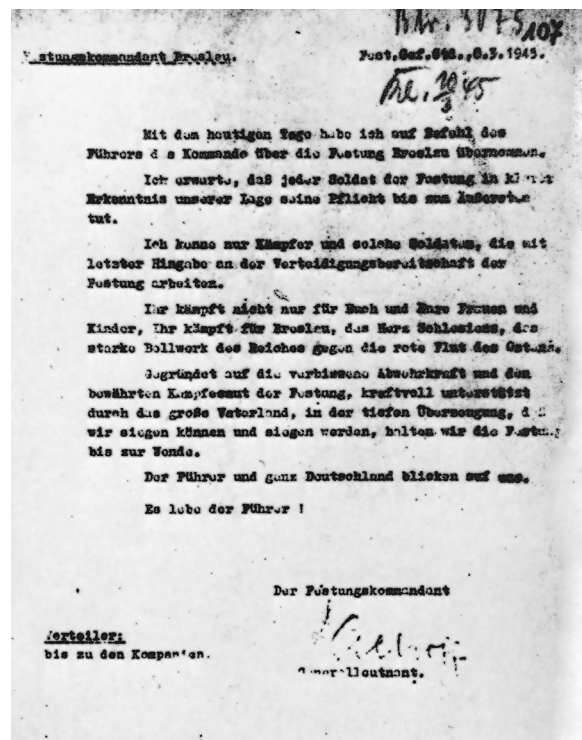 107
Festungskommandant Breslau.
Fest.Gef.Std.,8.3.1945.
Mit dem heutigen Tage habe ich auf Befehl des
Führers das Kommando über die Festung Breslau übernommen.
Ich erwarte, daß jeder Soldat der Festung in klarer
Erkenntnis unserer Lage seine Pflicht bis zum Äußersten
tut.
Ich kenne nur Kämpfer und solche Soldaten, die mit
letzter Hingabe an der Verteidigungsbereitschaft der
Festung arbeiten.
Ihr kämpft nicht nur für Euch und Eure Frauen und
Kinder, Ihr kämpft für Breslau, das Herz Schlesiens, das
starke Bollwerk des Reiches gegen die rote Flut des Ostens.
Gegründet auf die verbissene Abwehrkraft und den
bewährten Kampfesmut der Festung, kraftvoll unterstützt
durch das große Vaterland, in der tiefen Überzeugung, daß
wir siegen können und siegen werden, halten wir die Festung
bis zur Wende.
Der Führer und ganz Deutschland blicken auf uns.
Es lebe der Führer !
Der Festungskommandant
Generalleutnant.
Verteiler:
bis zu den Kompanien.